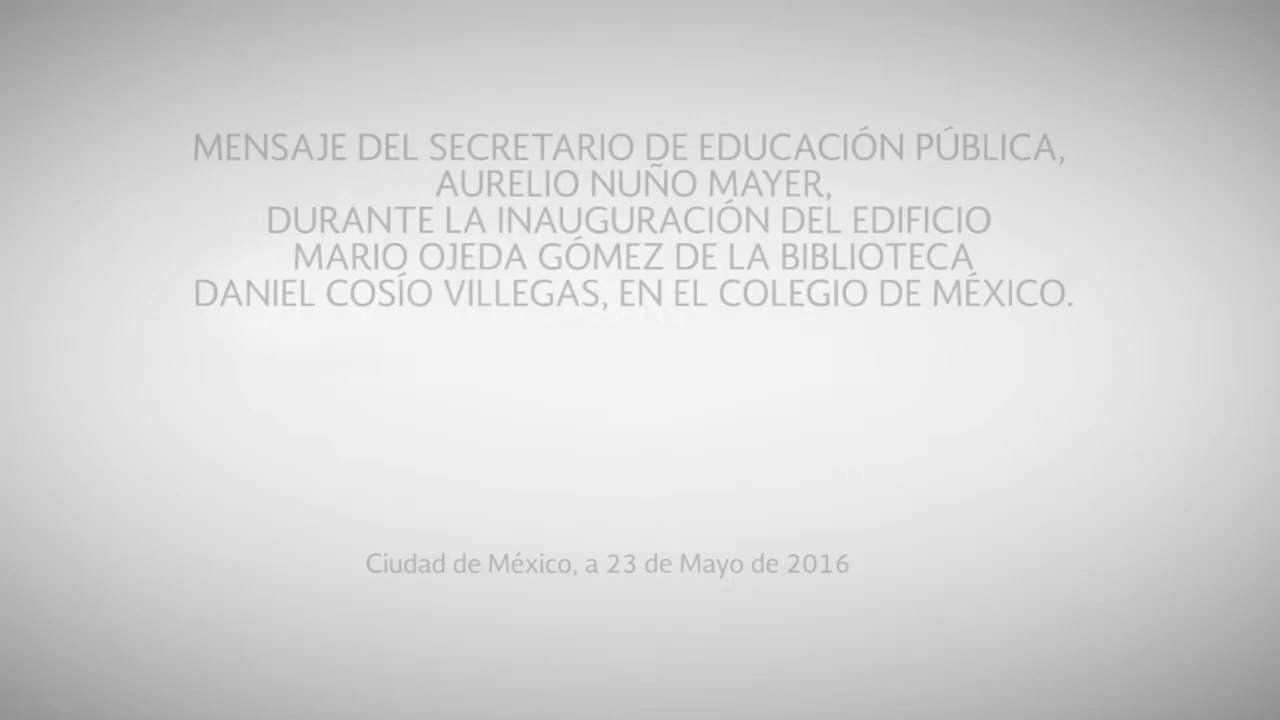 MENSAJE DEL SECRETARIO DE EDUCACIÓN PÚBLICA,
AURELIO NUÑO MAYER,
DURANTE LA INAUGURACIÓN DEL EDIFICIO
MARIO OJEDA GÓMEZ DE LA BIBLIOTECA
DANIEL COSÍO VILLEGAS, EN EL COLEGIO DE MÉXICO.
Ciudad de México, a 23 de Mayo de 2016